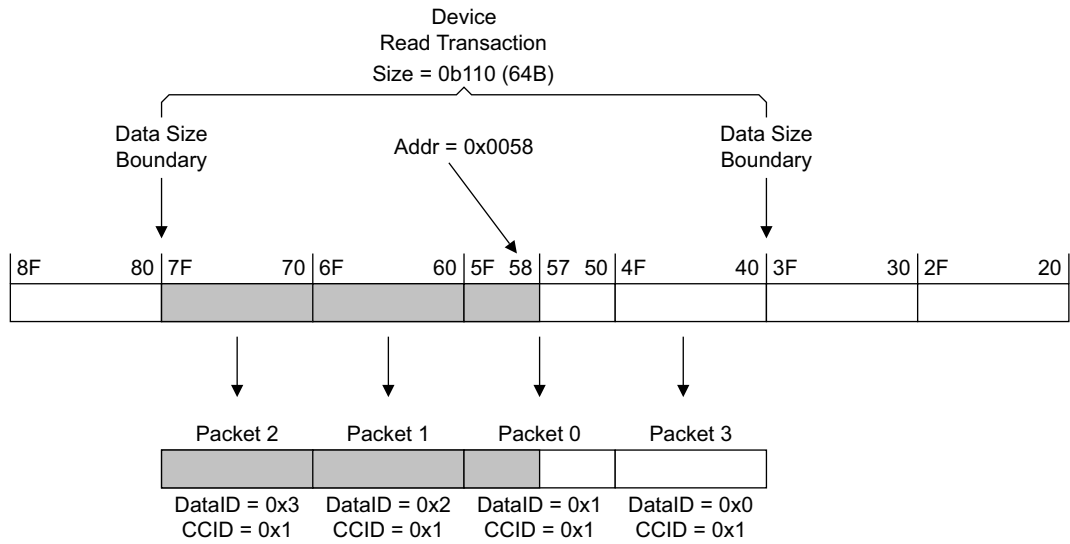 Device
Read Transaction
Size = 0b110 (64B)
Data Size
Boundary
Addr = 0x0058
Data Size
Boundary
8F 80 7F 70 6F 60 5F 58 57 50 4F 40 3F 30 2F 20
Packet 2 Packet 1 Packet 0 Packet 3
DataID = 0x3 DataID = 0x2 DataID = 0x1 DataID = 0x0
CCID = 0x1 CCID = 0x1 CCID = 0x1 CCID = 0x1